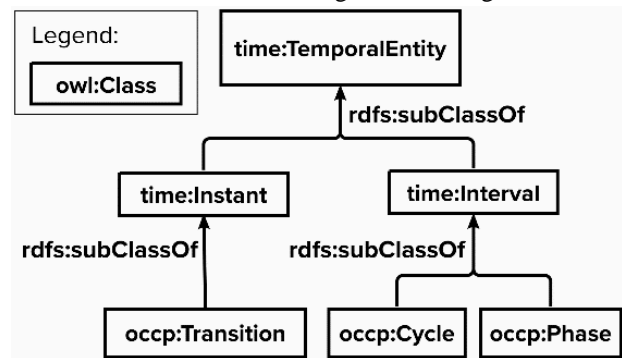 Legend:
owl:Class
time:TemporalEntity
rdfs:subClassOf
time:Instant
time:Interval
rdfs:subClassOf
rdfs:subClassOf
occp:Transition
occp:Cycle
occp:Phase